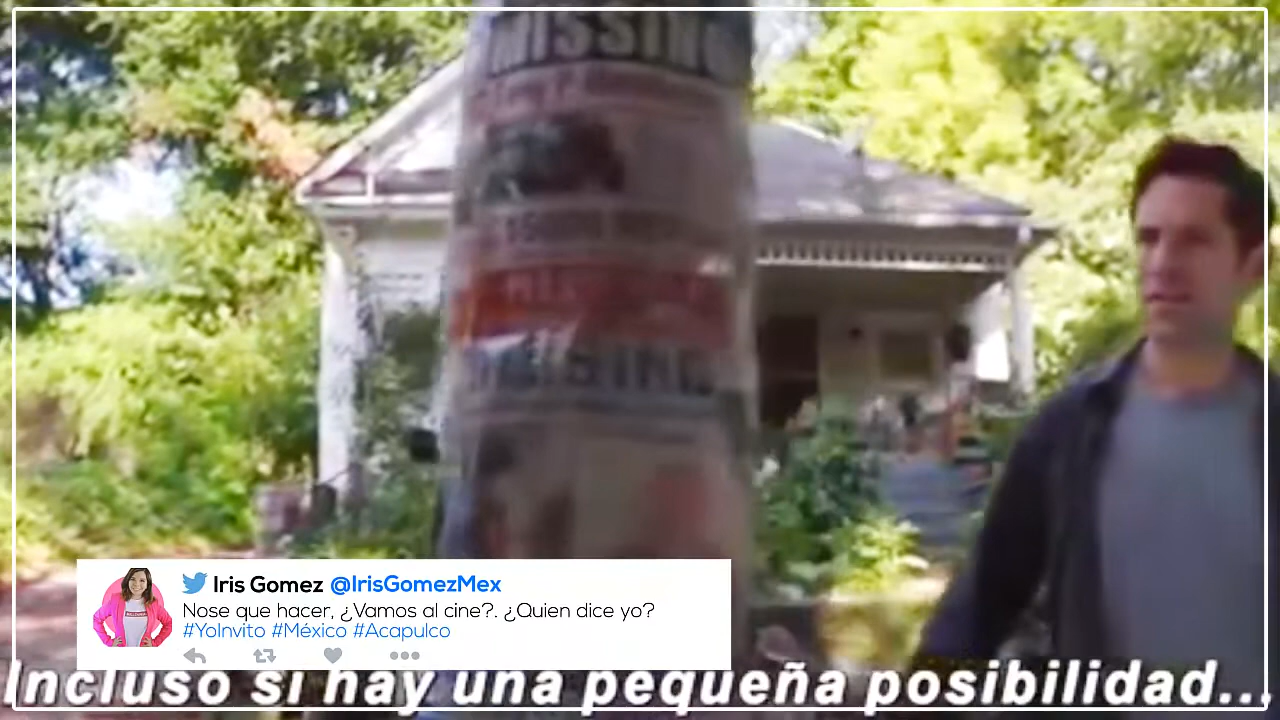 MISSING
MISSING
Iris Gomez @IrisGomezMex
Nose que hacer, ¿Vamos al cine?. ¿Quien dice yo?
#YoInvito #México #Acapulco
Incluso si hay una pequeña posibilidad...